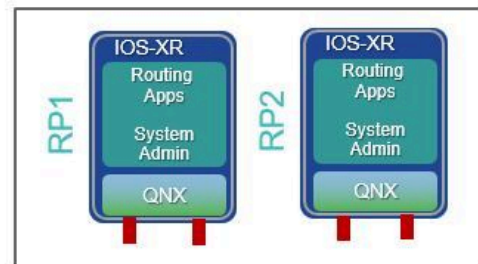 RP1
IOS-XR
Routing
Apps
System
Admin
QNX
RP2
IOS-XR
Routing
Apps
System
Admin
QNX